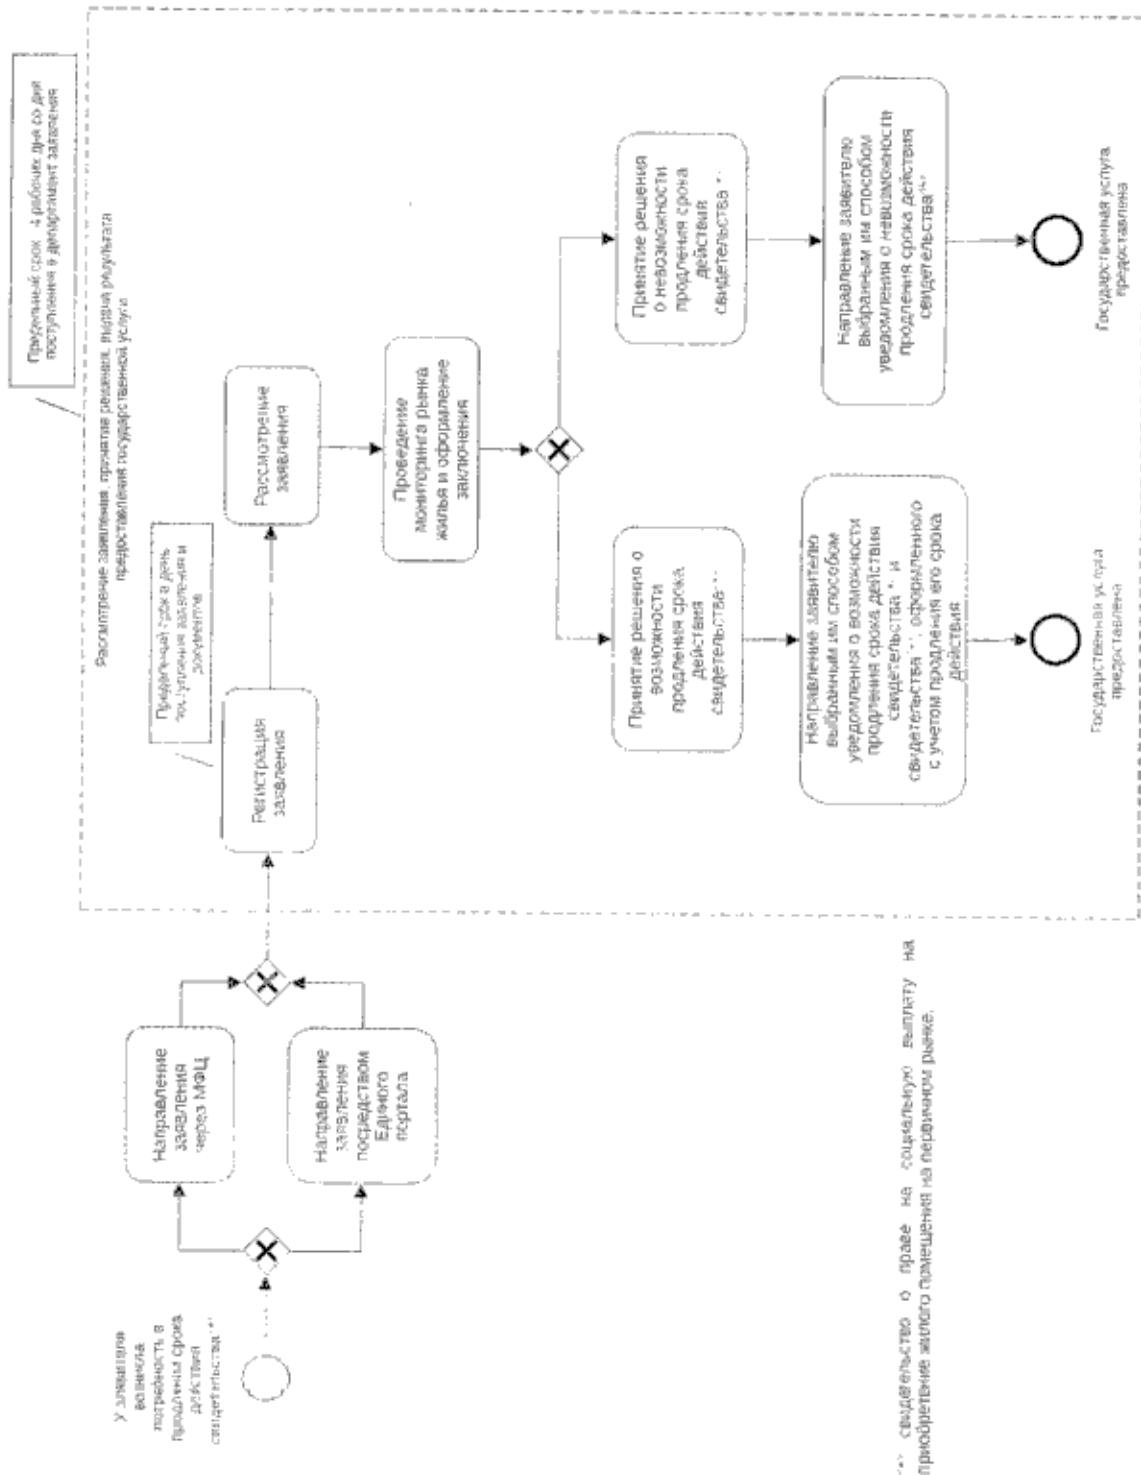 Предельный срок 4 рабочих дня со дня
поступления в департамент заявления
Рассмотрение заявления, принятие решения, выдача результата
предоставления государственной услуги
У заявителя
возникла
потребность в
продлении срока
действия
свидетельства <*>
Направление
заявления
через МФЦ
Направление
заявления
посредством
Единого
портала
Предельный срок в день
поступления заявления и
документов
Регистрация
заявления
Рассмотрение
заявления
Проведение
мониторинга рынка
жилья и оформление
заключения
Принятие решения
о невозможности
продления срока
действия
свидетельства <*>
Направление заявителю
выбранным им способом
уведомления о невозможности
продления срока действия
свидетельства <*>
Государственная услуга
предоставлена
Принятие решения о
возможности
продления срока
действия
свидетельства <*>
Направление заявителю
выбранным им способом
уведомления о возможности
продления срока действия
свидетельства <*> и
свидетельства <*>, оформленного
с учетом продления его срока
действия
Государственная услуга
предоставлена
<*> свидетельство о праве на социальную выплату на
приобретение жилого помещения на первичном рынке.